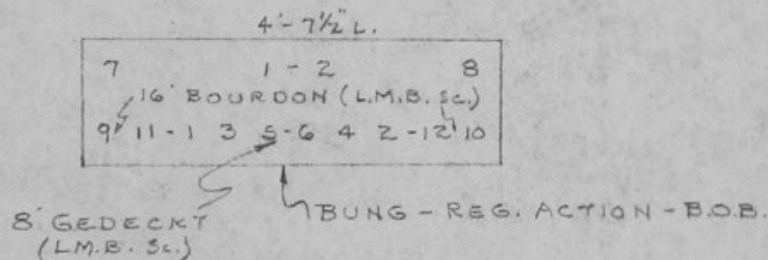 4'-7½" L.
7 1 - 2 8
16' BOURDON (L.M.B. Sc.)
9 11 - 1 3 5 - 6 4 2 - 12 10
8' GEDECKT
(L.M.B. Sc.)
BUNG - REG. ACTION - B.O.B.